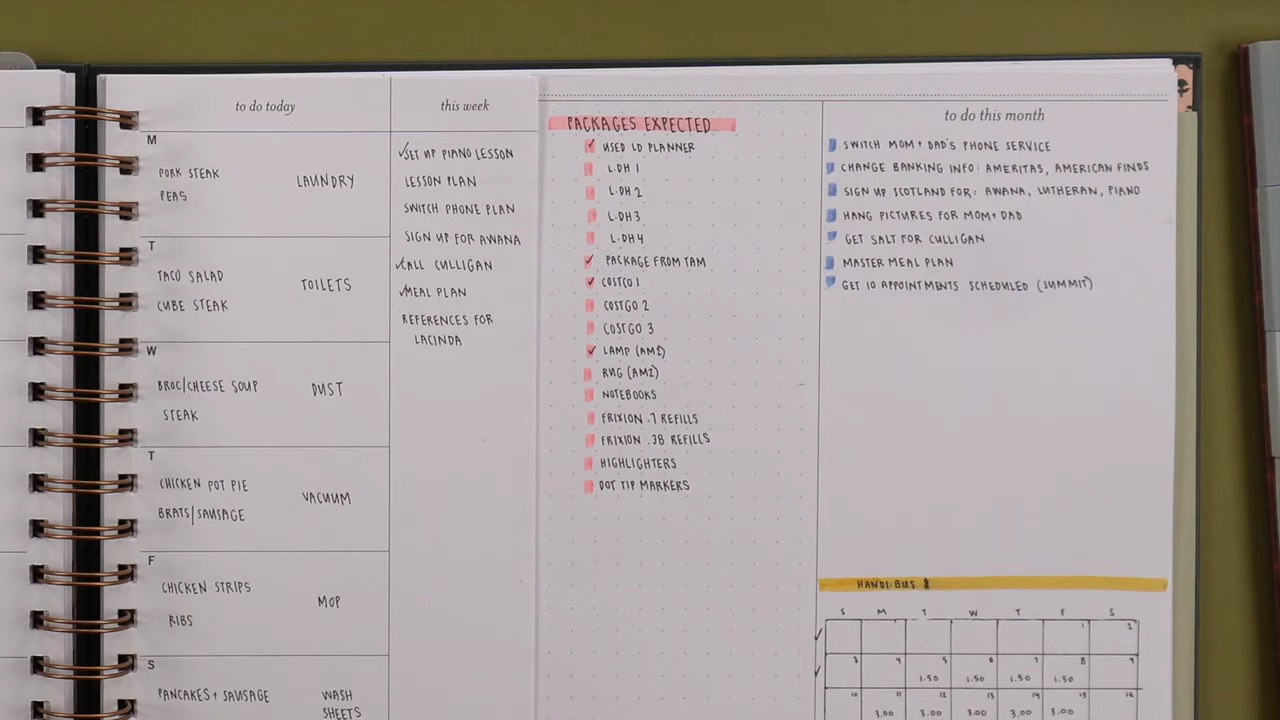 to do today
M
PORK STEAK
PEAS
LAUNDRY
T
TACO SALAD
CUBE STEAK
TOILETS
W
BROC/CHEESE SOUP
STEAK
DUST
T
CHICKEN POT PIE
BRATS/SAUSAGE
VACUUM
F
CHICKEN STRIPS
RIBS
MOP
S
PANCAKES + SAUSAGE
WASH
SHEETS
this week
✓SET UP PIANO LESSON
LESSON PLAN
SWITCH PHONE PLAN
SIGN UP FOR AWANA
✓CALL CULLIGAN
✓MEAL PLAN
REFERENCES FOR
LACINDA
PACKAGES EXPECTED
✓ USED LD PLANNER
L.DH 1
L.DH 2
L.DH 3
L.DH 4
✓ PACKAGE FROM TAM
✓ COSTCO 1
COSTCO 2
COSTCO 3
✓ LAMP (AMZ)
RUG (AMZ)
NOTEBOOKS
FRIXION .7 REFILLS
FRIXION .38 REFILLS
HIGHLIGHTERS
DOT TIP MARKERS
to do this month
SWITCH MOM + DAD'S PHONE SERVICE
CHANGE BANKING INFO: AMERITAS, AMERICAN FINDS
SIGN UP SCOTLAND FOR: AWANA, LUTHERAN, PIANO
HANG PICTURES FOR MOM + DAD
GET SALT FOR CULLIGAN
MASTER MEAL PLAN
GET 10 APPOINTMENTS SCHEDULED (SUMMIT)
HANDI-BUS $
S M T W T F S
1 2
3 4 5 6 7 8 9
1.50 1.50 1.50 1.50
10 11 12 13 14 15 16
3.00 3.00 3.00 3.00 3.00